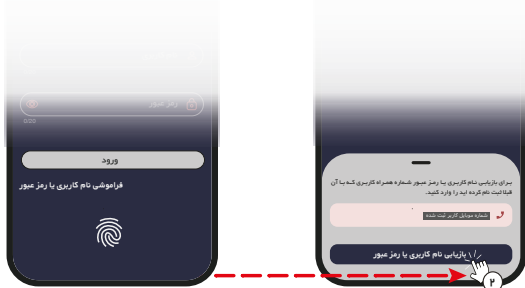 رمز عبور
0/20
ورود
فراموشی نام کاربری یا رمز عبور
برای بازیابی نام کاربری یا رمز عبور شماره همراه کاربری که با آن
قبلا ثبت نام کرده اید را وارد کنید.
شماره موبایل کاربر ثبت شده
بازیابی نام کاربری یا رمز عبور
۲